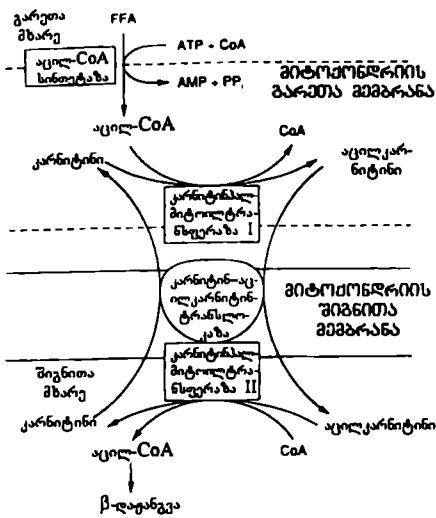 გარეთა
მხარე
FFA
ATP + CoA
აცილ-CoA
სინთეტაზა
AMP + PPi
მიტოქონდრიის
გარეთა მემბრანა
აცილ-CoA
CoA
კარნიტინი
აცილკარ-
ნიტინი
კარნიტინპალ-
მიტოილტრა-
ნსფერაზა I
კარნიტინ-აც-
ილკარნიტინ-
ტრანსლო-
კაზა
მიტოქონდრიის
შიგნითა
მემბრანა
კარნიტინპალ-
მიტოილტრა-
ნსფერაზა II
შიგნითა
მხარე
კარნიტინი
აცილკარნიტინი
აცილ-CoA
CoA
β-დაჟანგვა